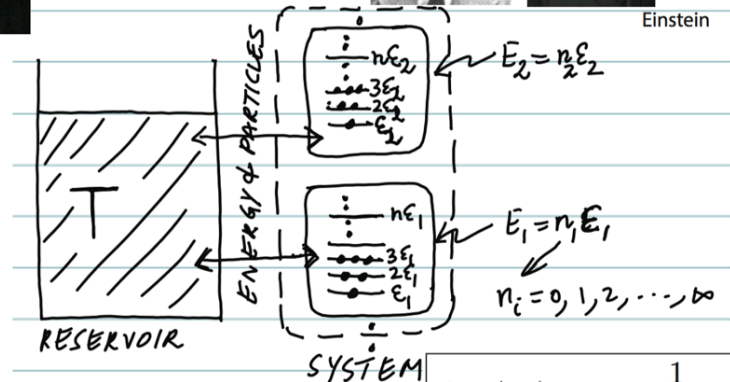 Einstein
nε₂
3ε₂
2ε₂
ε₂
E₂ = n₂ε₂
T
ENERGY & PARTICLES
nε₁
3ε₁
2ε₁
ε₁
E₁ = n₁ε₁
nᵢ = 0, 1, 2, ..., ∞
RESERVOIR
SYSTEM
1